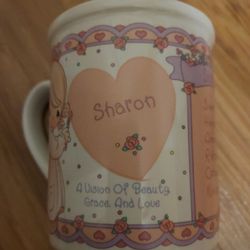 Sharon
A Vision Of Beauty,
Grace, And Love